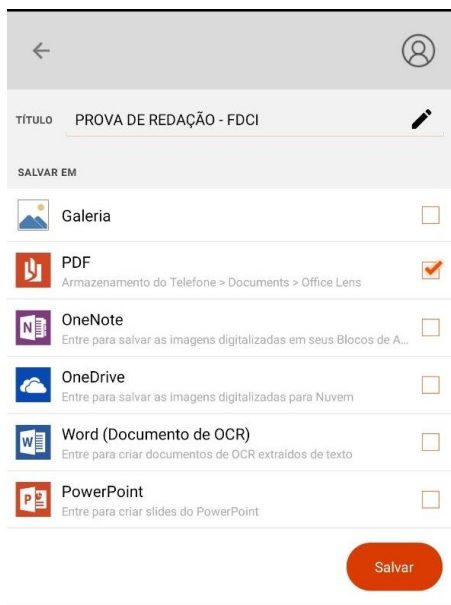 TÍTULO PROVA DE REDAÇÃO - FDCI
SALVAR EM
Galeria
PDF
Armazenamento do Telefone > Documents > Office Lens
OneNote
Entre para salvar as imagens digitalizadas em seus Blocos de A...
OneDrive
Entre para salvar as imagens digitalizadas para Nuvem
Word (Documento de OCR)
Entre para criar documentos de OCR extraídos de texto
PowerPoint
Entre para criar slides do PowerPoint
Salvar